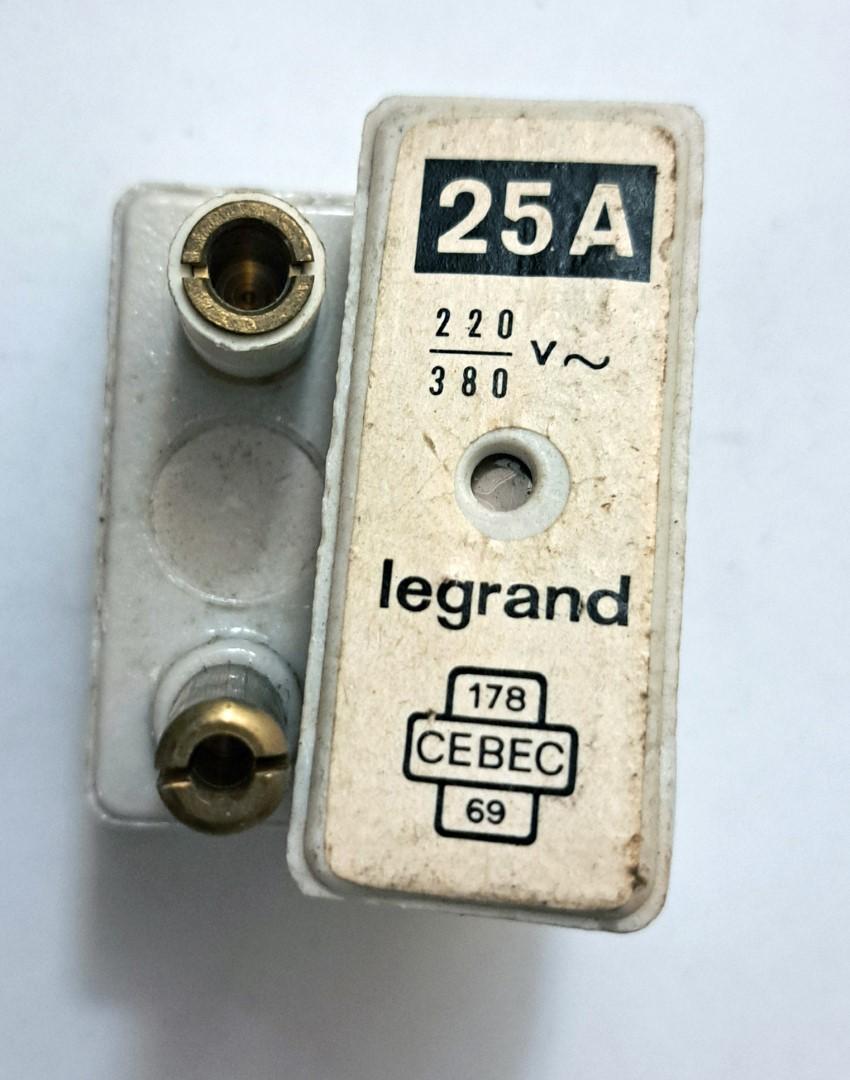 25A
220
380 V~
legrand
178
CEBEC
69